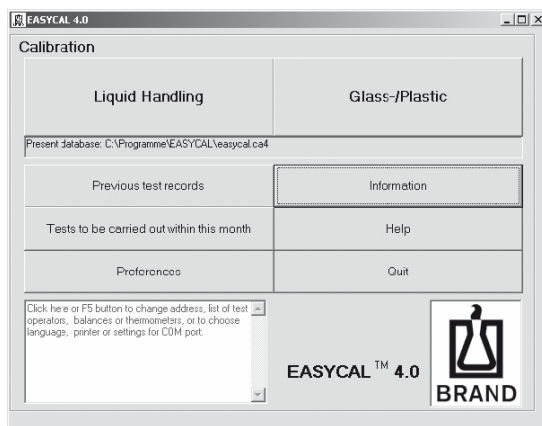 EASYCAL 4.0
Calibration
Liquid Handling
Glass-/Plastic
Present database: C:\Programme\EASYCAL\easycal.ca4
Previous test records
Information
Tests to be carried out within this month
Help
Preferences
Quit
Click here or F5 button to change address, list of test
operators, balances or thermometers, or to choose
language, printer or settings for COM port.
EASYCAL TM 4.0
BRAND